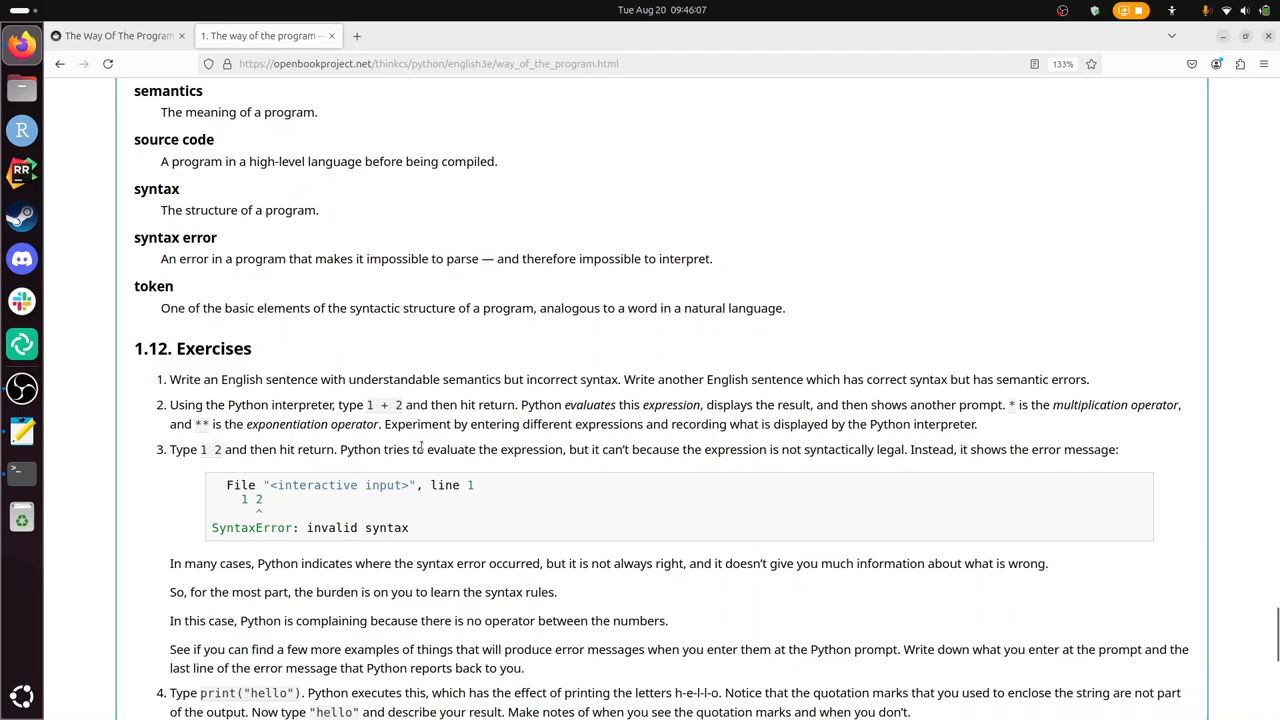 Tue Aug 20 09:46:07
The Way Of The Program
1. The way of the program —
https://openbookproject.net/thinkcs/python/english3e/way_of_the_program.html
133%
semantics
The meaning of a program.
source code
A program in a high-level language before being compiled.
syntax
The structure of a program.
syntax error
An error in a program that makes it impossible to parse — and therefore impossible to interpret.
token
One of the basic elements of the syntactic structure of a program, analogous to a word in a natural language.
1.12. Exercises
1. Write an English sentence with understandable semantics but incorrect syntax. Write another English sentence which has correct syntax but has semantic errors.
2. Using the Python interpreter, type 1 + 2 and then hit return. Python evaluates this expression, displays the result, and then shows another prompt. * is the multiplication operator,
and ** is the exponentiation operator. Experiment by entering different expressions and recording what is displayed by the Python interpreter.
3. Type 1 2 and then hit return. Python tries to evaluate the expression, but it can’t because the expression is not syntactically legal. Instead, it shows the error message:
File "<interactive input>", line 1
1 2
^
SyntaxError: invalid syntax
In many cases, Python indicates where the syntax error occurred, but it is not always right, and it doesn’t give you much information about what is wrong.
So, for the most part, the burden is on you to learn the syntax rules.
In this case, Python is complaining because there is no operator between the numbers.
See if you can find a few more examples of things that will produce error messages when you enter them at the Python prompt. Write down what you enter at the prompt and the
last line of the error message that Python reports back to you.
4. Type print("hello"). Python executes this, which has the effect of printing the letters h-e-l-l-o. Notice that the quotation marks that you used to enclose the string are not part
of the output. Now type "hello" and describe your result. Make notes of when you see the quotation marks and when you don’t.